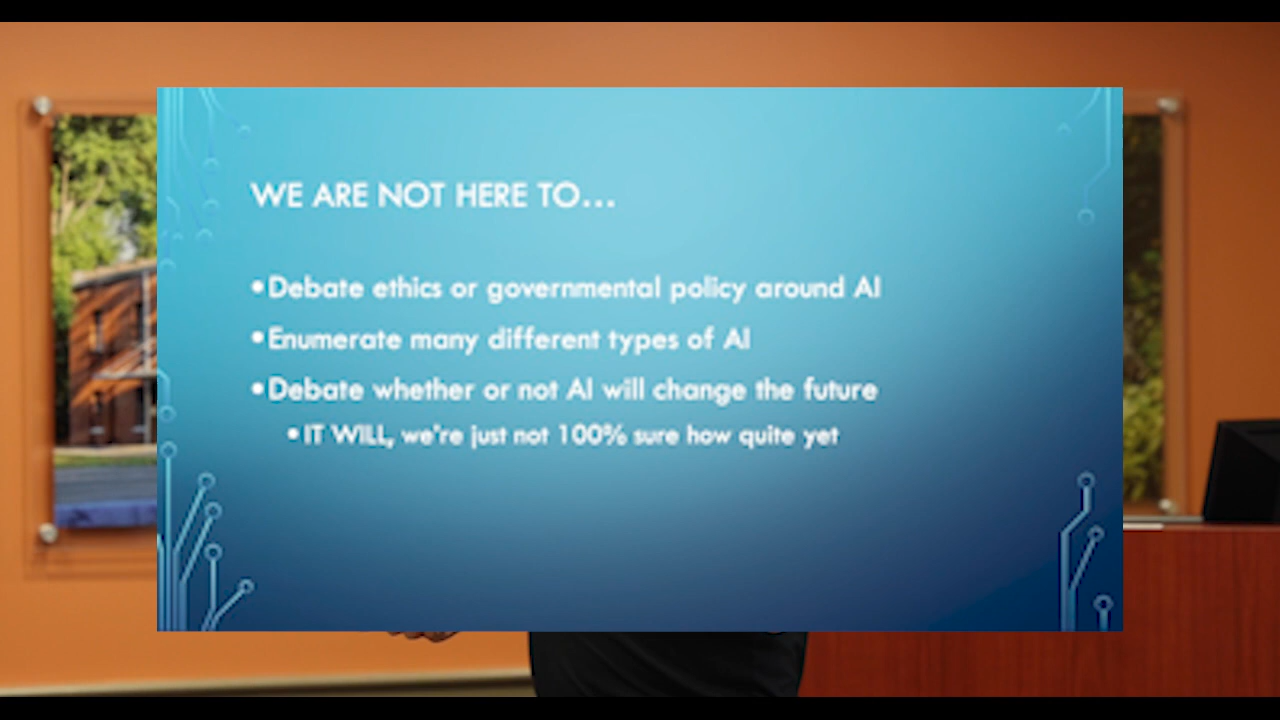 WE ARE NOT HERE TO...
•Debate ethics or governmental policy around AI
•Enumerate many different types of AI
•Debate whether or not AI will change the future
•IT WILL, we're just not 100% sure how quite yet